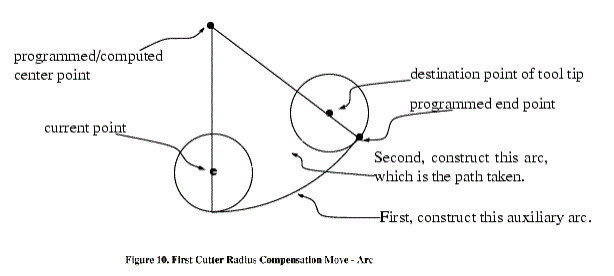 programmed/computed
center point
destination point of tool tip
programmed end point
current point
Second, construct this arc,
which is the path taken.
First, construct this auxiliary arc.
Figure 10. First Cutter Radius Compensation Move - Arc